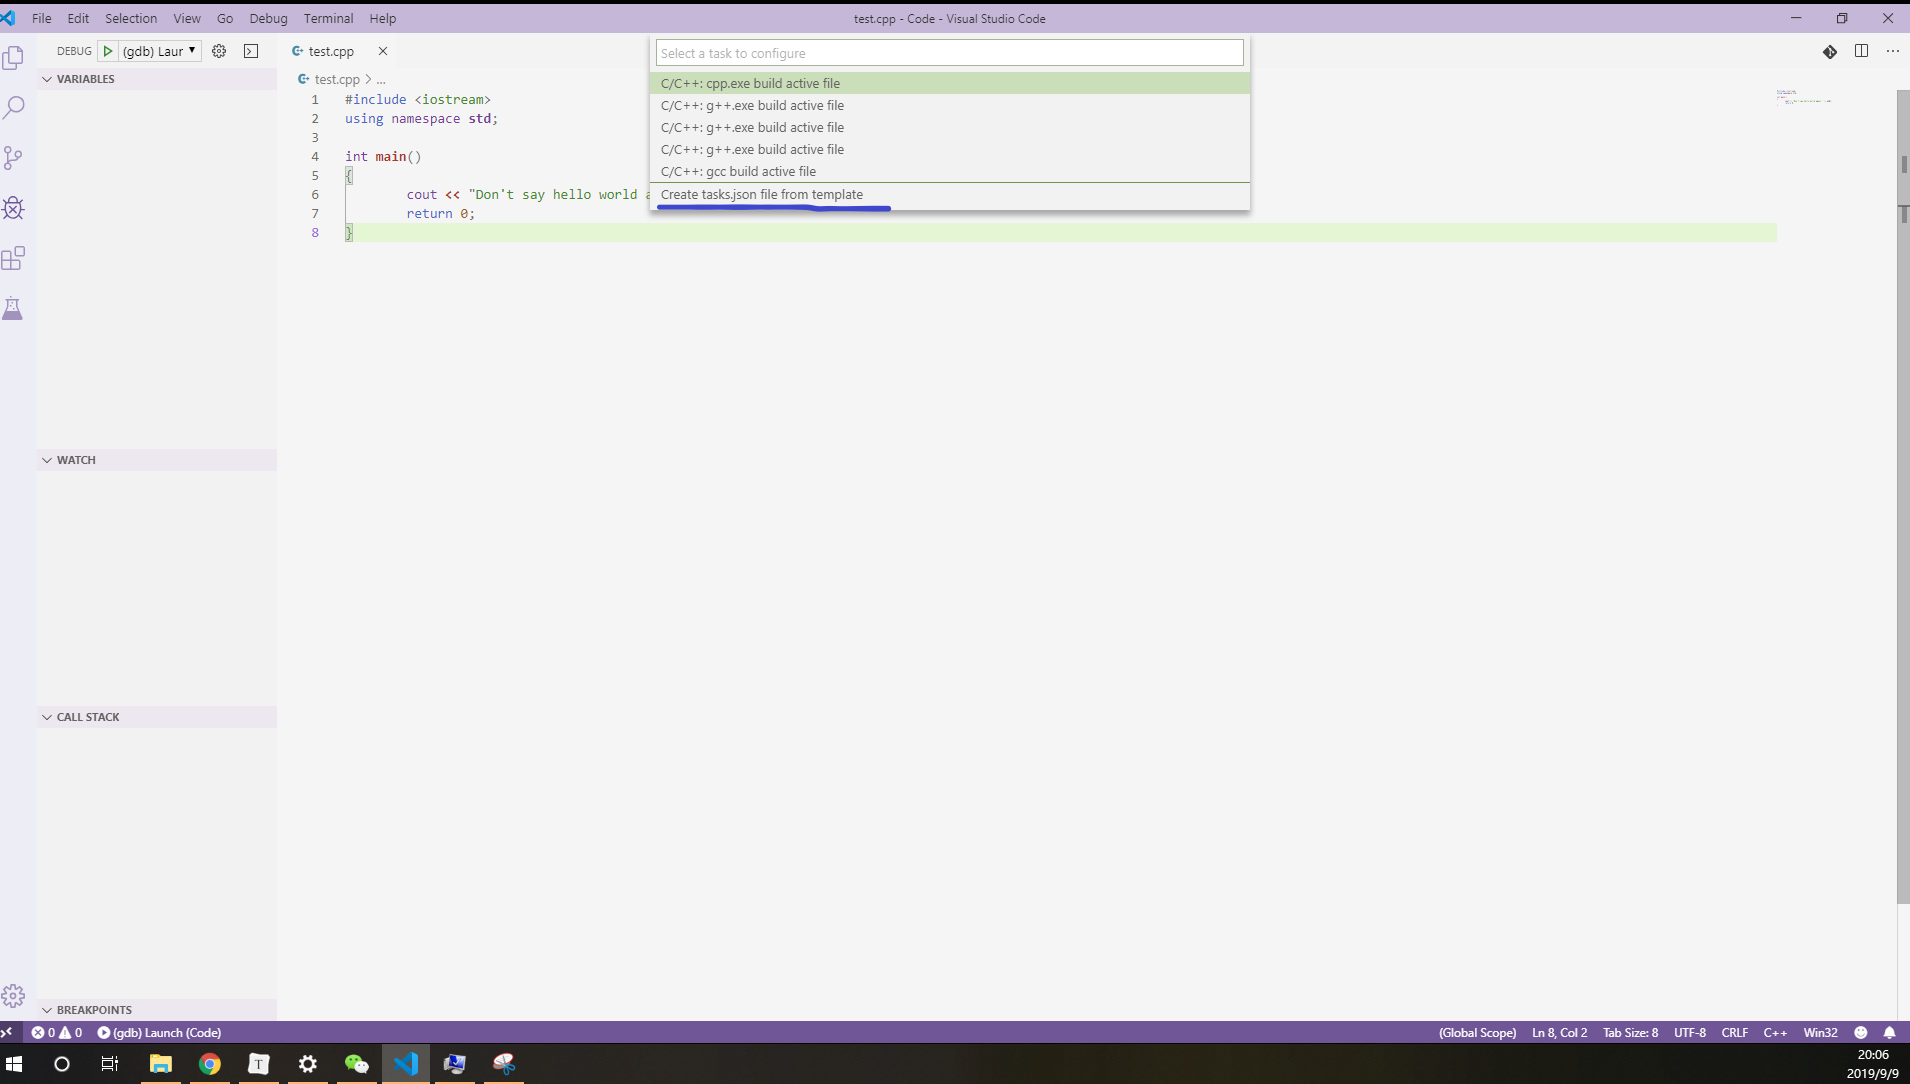 File Edit Selection View Go Debug Terminal Help
test.cpp - Code - Visual Studio Code
DEBUG (gdb) Laur
VARIABLES
WATCH
CALL STACK
BREAKPOINTS
test.cpp
test.cpp > ...
1 #include <iostream>
2 using namespace std;
3
4 int main()
5 {
6 cout << "Don't say hello world
7 return 0;
8 }
Select a task to configure
C/C++: cpp.exe build active file
C/C++: g++.exe build active file
C/C++: g++.exe build active file
C/C++: g++.exe build active file
C/C++: gcc build active file
Create tasks.json file from template
0 0 (gdb) Launch (Code)
(Global Scope) Ln 8, Col 2 Tab Size: 8 UTF-8 CRLF C++ Win32
T
20:06
2019/9/9